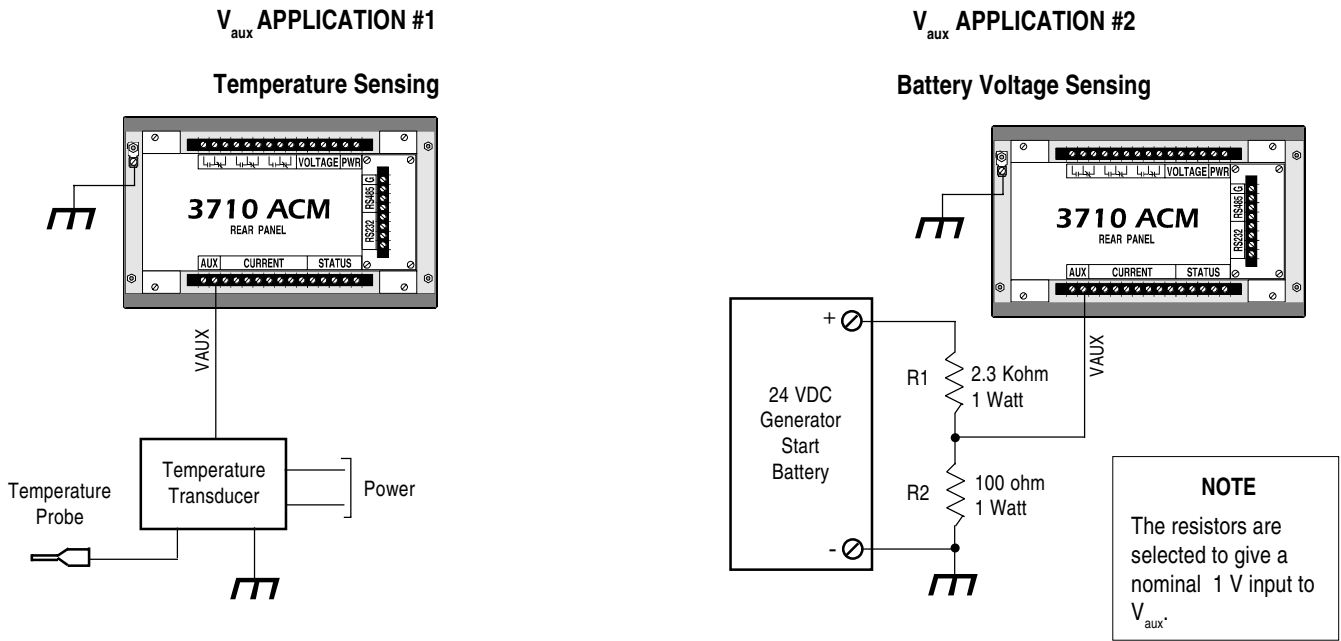 V aux APPLICATION #1
Temperature Sensing
VOLTAGE PWR
G
RS485
RS232
3710 ACM
REAR PANEL
AUX CURRENT STATUS
VAUX
Temperature
Transducer
Power
Temperature
Probe
V aux APPLICATION #2
Battery Voltage Sensing
VOLTAGE PWR
G
RS485
RS232
3710 ACM
REAR PANEL
AUX CURRENT STATUS
VAUX
+
24 VDC
Generator
Start
Battery
-
R1
2.3 Kohm
1 Watt
R2
100 ohm
1 Watt
NOTE
The resistors are
selected to give a
nominal 1 V input to
V aux.